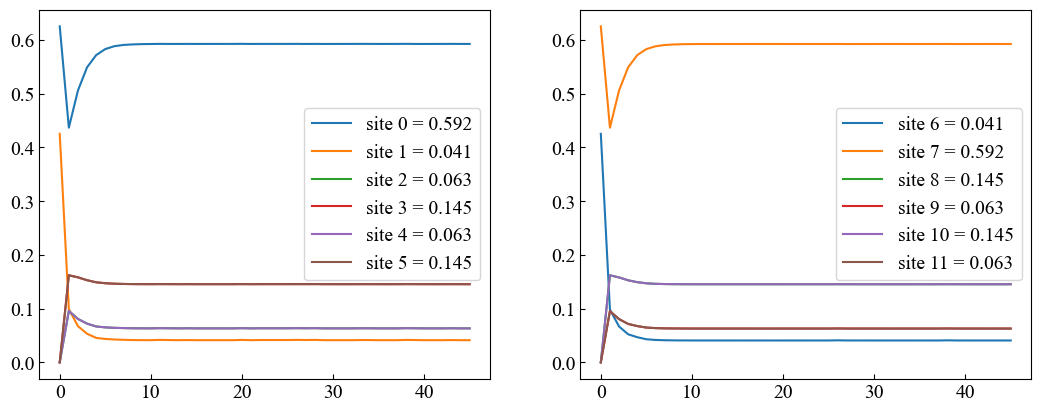 0.6
0.5
0.4
0.3
0.2
0.1
0.0
0 10 20 30 40
site 0 = 0.592
site 1 = 0.041
site 2 = 0.063
site 3 = 0.145
site 4 = 0.063
site 5 = 0.145
0.6
0.5
0.4
0.3
0.2
0.1
0.0
0 10 20 30 40
site 6 = 0.041
site 7 = 0.592
site 8 = 0.145
site 9 = 0.063
site 10 = 0.145
site 11 = 0.063